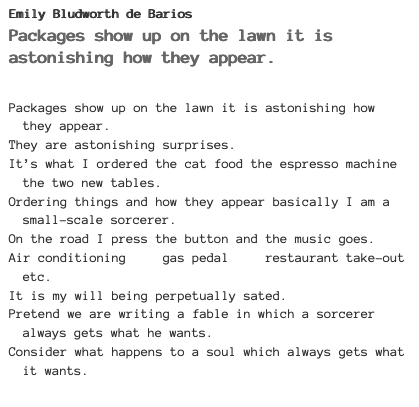 Emily Bludworth de Barios
Packages show up on the lawn it is
astonishing how they appear.
Packages show up on the lawn it is astonishing how
they appear.
They are astonishing surprises.
It's what I ordered the cat food the espresso machine
the two new tables.
Ordering things and how they appear basically I am a
small-scale sorcerer.
On the road I press the button and the music goes.
Air conditioning     gas pedal     restaurant take-out
etc.
It is my will being perpetually sated.
Pretend we are writing a fable in which a sorcerer
always gets what he wants.
Consider what happens to a soul which always gets what
it wants.